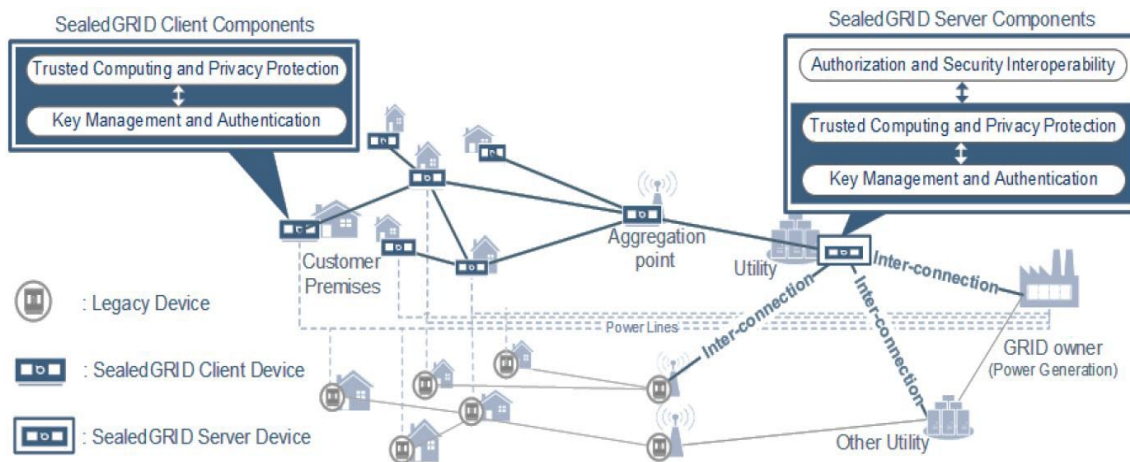 SealedGRID Client Components
Trusted Computing and Privacy Protection
Key Management and Authentication
SealedGRID Server Components
Authorization and Security Interoperability
Trusted Computing and Privacy Protection
Key Management and Authentication
Customer
Premises
Aggregation
point
Utility
Inter-connection
Inter-connection
Inter-connection
Power Lines
GRID owner
(Power Generation)
Other Utility
: Legacy Device
: SealedGRID Client Device
: SealedGRID Server Device